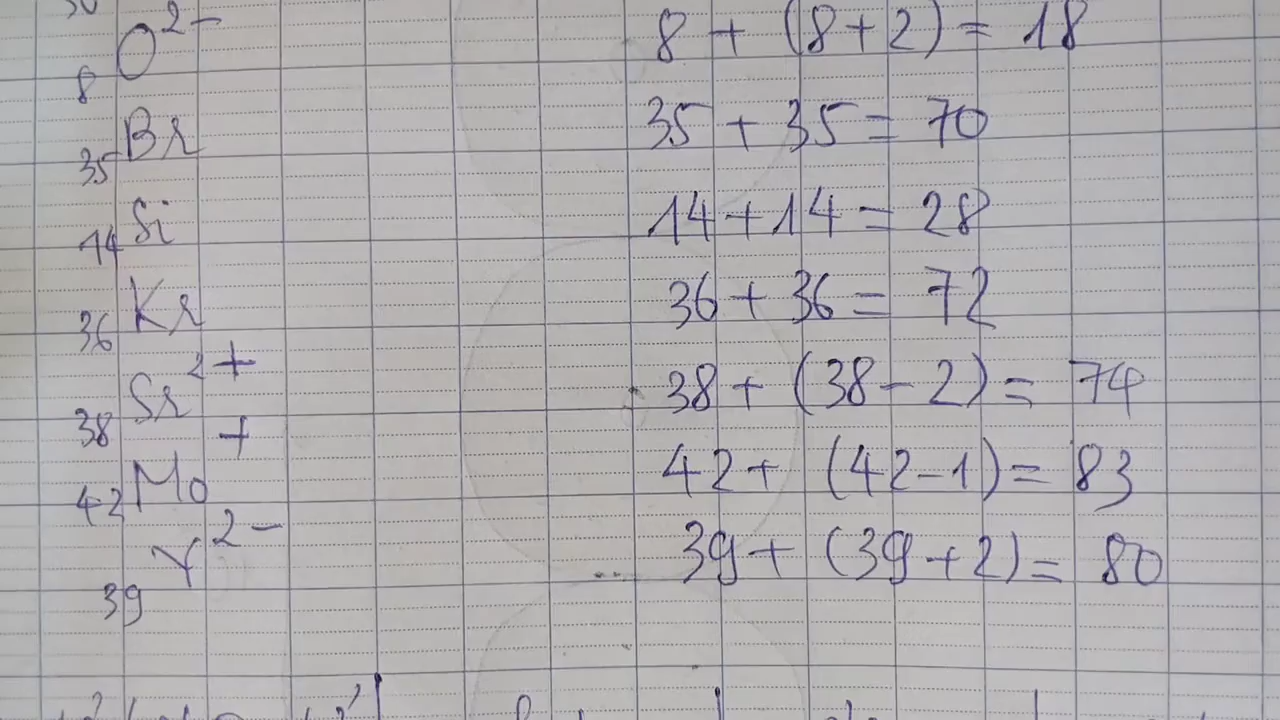 ₈O²⁻ 8 + (8+2) = 18
₃₅Br 35 + 35 = 70
₁₄Si 14 + 14 = 28
₃₆Kr 36 + 36 = 72
₃₈Sr²⁺ 38 + (38 - 2) = 74
₄₂Mo⁺ 42 + (42-1) = 83
₃₉Y²⁻ 39 + (39 + 2) = 80